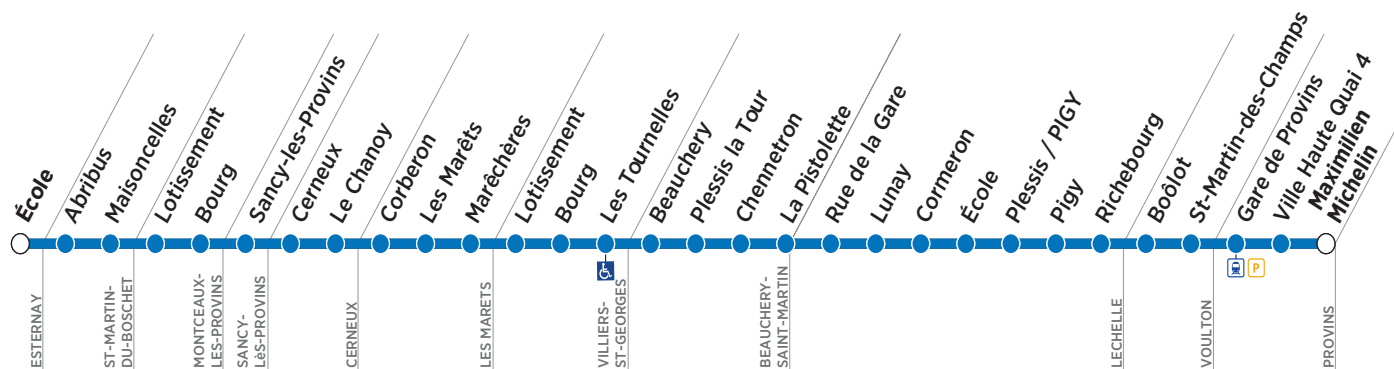 École
Abribus
Maisoncelles
Lotissement
Bourg
Sancy-les-Provins
Cerneux
Le Chanoy
Corberon
Les Marêts
Marêchères
Lotissement
Bourg
Les Tournelles
Beauchery
Plessis la Tour
Chennetron
La Pistolette
Rue de la Gare
Lunay
Cormeron
École
Plessis / PIGY
Pigy
Richebourg
Boôlot
St-Martin-des-Champs
Gare de Provins
Ville Haute Quai 4
Maximilien
Michelin
P
ESTERNAY
ST-MARTIN-
DU-BOSCHET
MONTCEAUX-
LES-PROVINS
SANCY-
LèS-PROVINS
CERNEUX
LES MARETS
VILLIERS-
ST-GEORGES
BEAUCHERY-
SAINT-MARTIN
LECHELLE
VOULTON
PROVINS